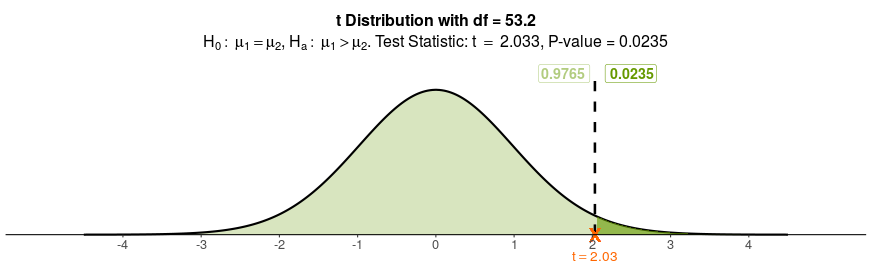 t Distribution with df = 53.2
H₀: μ₁ = μ₂, Hₐ: μ₁ > μ₂. Test Statistic: t = 2.033, P-value = 0.0235
0.9765 0.0235
-4 -3 -2 -1 0 1 2 3 4
t = 2.03